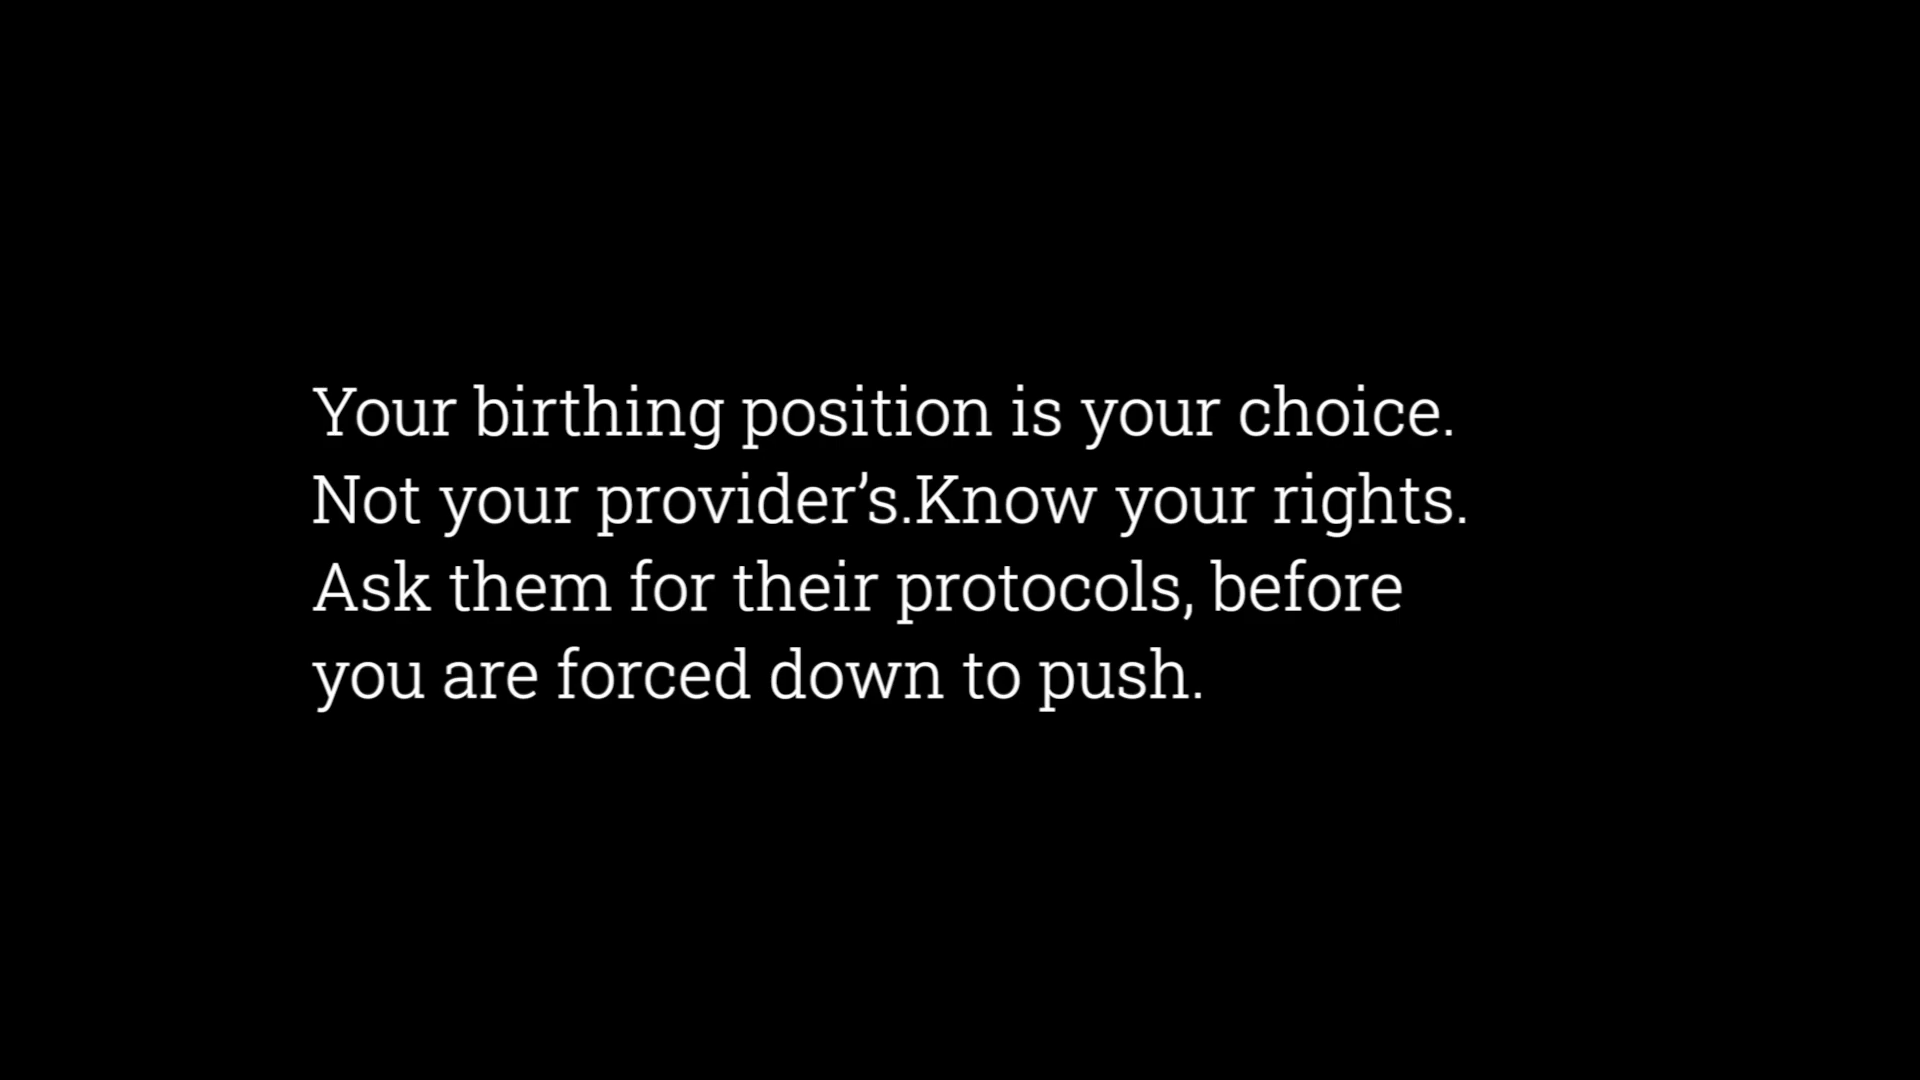 Your birthing position is your choice.
Not your provider’s.Know your rights.
Ask them for their protocols, before
you are forced down to push.